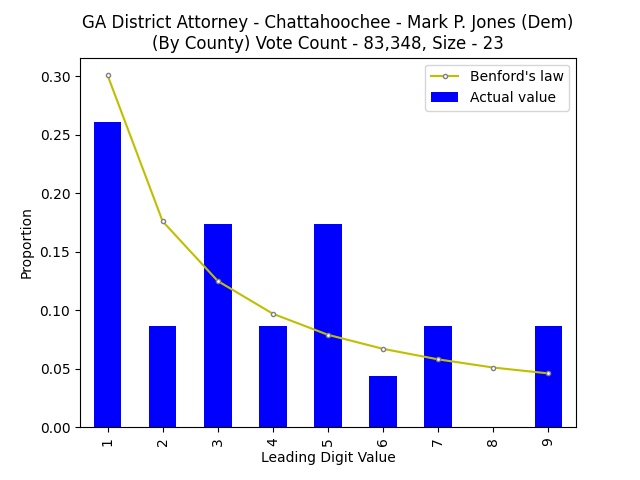 GA District Attorney - Chattahoochee - Mark P. Jones (Dem)
(By County) Vote Count - 83,348, Size - 23
Benford's law
Actual value
0.30
0.25
0.20
0.15
0.10
0.05
0.00
Proportion
1 2 3 4 5 6 7 8 9
Leading Digit Value